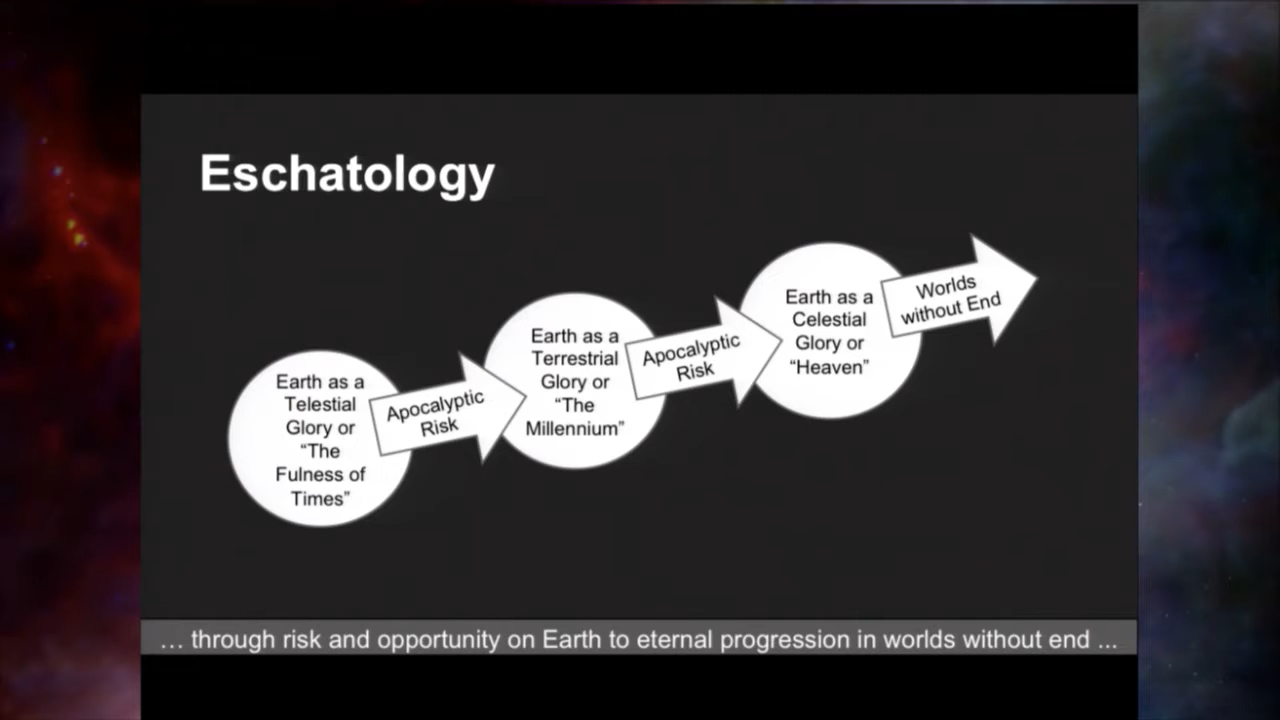 Eschatology
Earth as a
Telestial
Glory or
“The
Fulness of
Times”
Apocalyptic
Risk
Earth as a
Terrestrial
Glory or
“The
Millennium”
Apocalyptic
Risk
Earth as a
Celestial
Glory or
“Heaven”
Worlds
without End
… through risk and opportunity on Earth to eternal progression in worlds without end ...